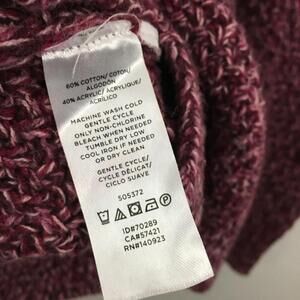 60% COTTON/ COTON/
ALGODÓN
40% ACRYLIC/ ACRYLIQUE/
ACRÍLICO
MACHINE WASH COLD
GENTLE CYCLE
ONLY NON-CHLORINE
BLEACH WHEN NEEDED
TUMBLE DRY LOW
COOL IRON IF NEEDED
OR DRY CLEAN
GENTLE CYCLE/
CYCLE DÉLICAT/
CICLO SUAVE
505372
ID#70289
CA#57421
RN#140923